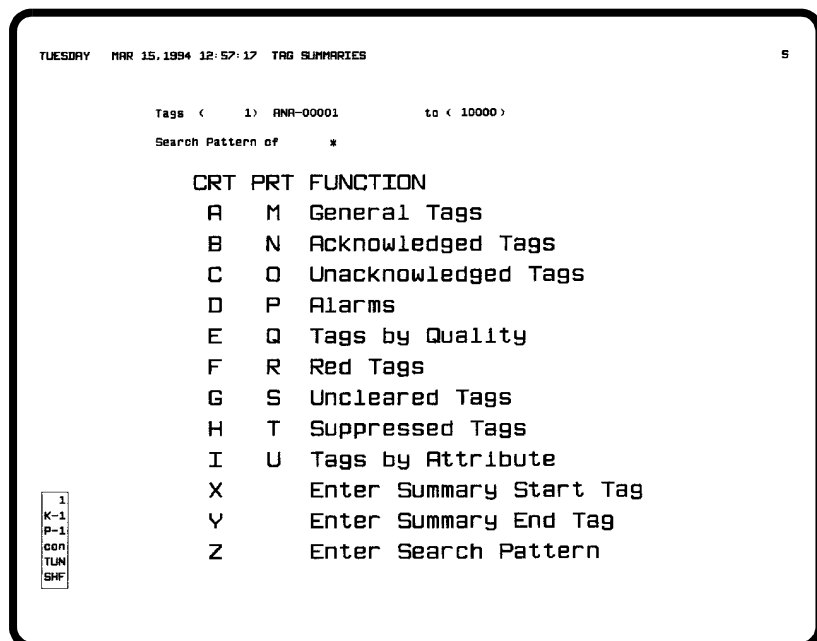 TUESDAY MAR 15,1994 12:57:17 TAG SUMMARIES S
Tags ( 1) ANA-00001 to ( 10000)
Search Pattern of *
CRT PRT FUNCTION
A M General Tags
B N Acknowledged Tags
C O Unacknowledged Tags
D P Alarms
E Q Tags by Quality
F R Red Tags
G S Uncleared Tags
H T Suppressed Tags
I U Tags by Attribute
X Enter Summary Start Tag
Y Enter Summary End Tag
Z Enter Search Pattern
1
K-1
P-1
con
TUN
SHF